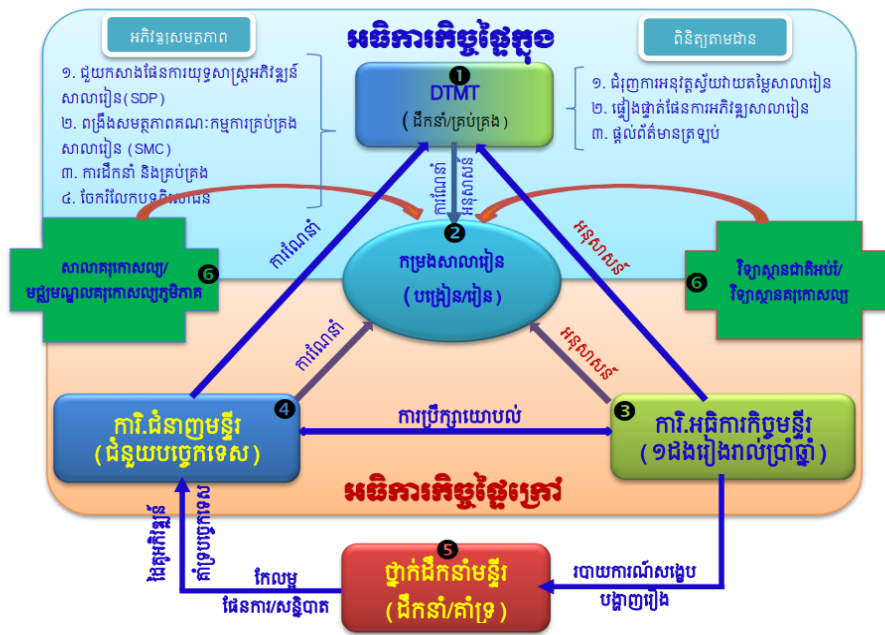 អភិវឌ្ឍសមត្ថភាព
អធិការកិច្ចផ្ទៃក្នុង
ពិនិត្យតាមដាន
១. ជួយកសាងផែនការយុទ្ធសាស្ត្រអភិវឌ្ឍន៍
សាលារៀន(SDP)
២. ពង្រឹងសមត្ថភាពគណៈកម្មការគ្រប់គ្រង
សាលារៀន (SMC)
៣. ការដឹកនាំ និងគ្រប់គ្រង
៤. ចែករំលែកបទពិសោធន៍
❶
DTMT
(ដឹកនាំ/គ្រប់គ្រង)
១. ជំរុញការអនុវត្តស្វ័យវាយតម្លៃសាលារៀន
២. ផ្ទៀងផ្ទាត់ផែនការអភិវឌ្ឍសាលារៀន
៣. ផ្តល់ព័ត៌មានត្រឡប់
ការណែនាំ
អនុសាសន៍
ការណែនាំ
អនុសាសន៍
❷
កម្រងសាលារៀន
(បង្រៀន/រៀន)
សាលាគរុកោសល្យ/
មជ្ឈមណ្ឌលគរុកោសល្យភូមិភាគ
❻
❻
វិទ្យាស្ថានជាតិអប់រំ/
វិទ្យាស្ថានគរុកោសល្យ
ការណែនាំ
អនុសាសន៍
❹
ការិ.ជំនាញមន្ទីរ
(ជំនួយបច្ចេកទេស)
ការប្រឹក្សាយោបល់
❸
ការិ.អធិការកិច្ចមន្ទីរ
(១ដងរៀងរាល់ប្រាំឆ្នាំ)
អធិការកិច្ចផ្ទៃក្រៅ
ដៃគូអភិវឌ្ឍន៍
គាំទ្របច្ចេកទេស
កែលម្អ
ផែនការ/សន្និបាត
❺
ថ្នាក់ដឹកនាំមន្ទីរ
(ដឹកនាំ/គាំទ្រ)
របាយការណ៍សង្ខេប
បង្ហាញរៀង